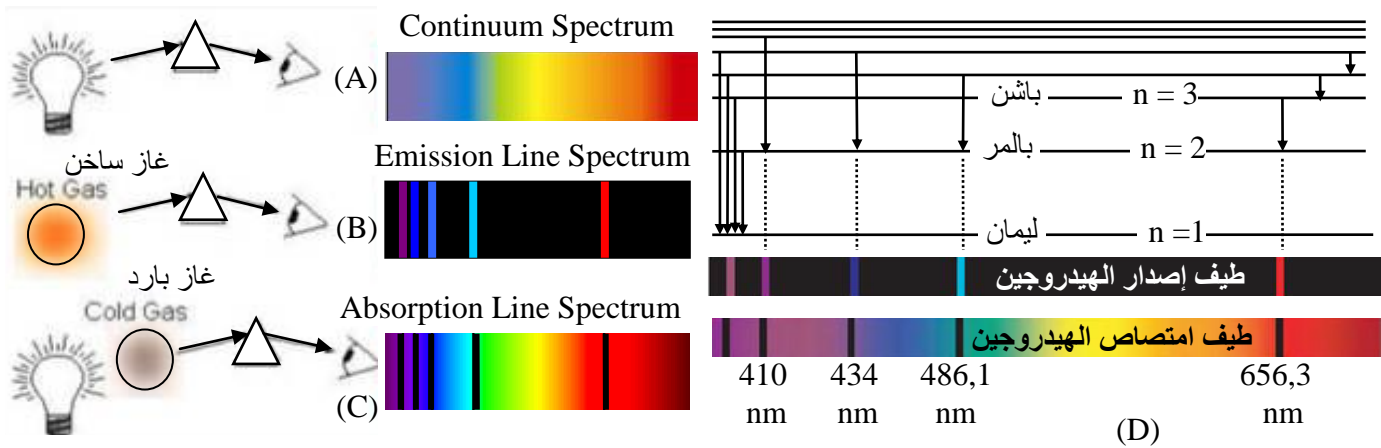 Continuum Spectrum
(A)
غاز ساخن
Hot Gas
Emission Line Spectrum
(B)
غاز بارد
Cold Gas
Absorption Line Spectrum
(C)
باشن n = 3
بالمر n = 2
ليمان n =1
طيف إصدار الهيدروجين
طيف امتصاص الهيدروجين
410 434 486,1 656,3
nm nm nm nm
(D)